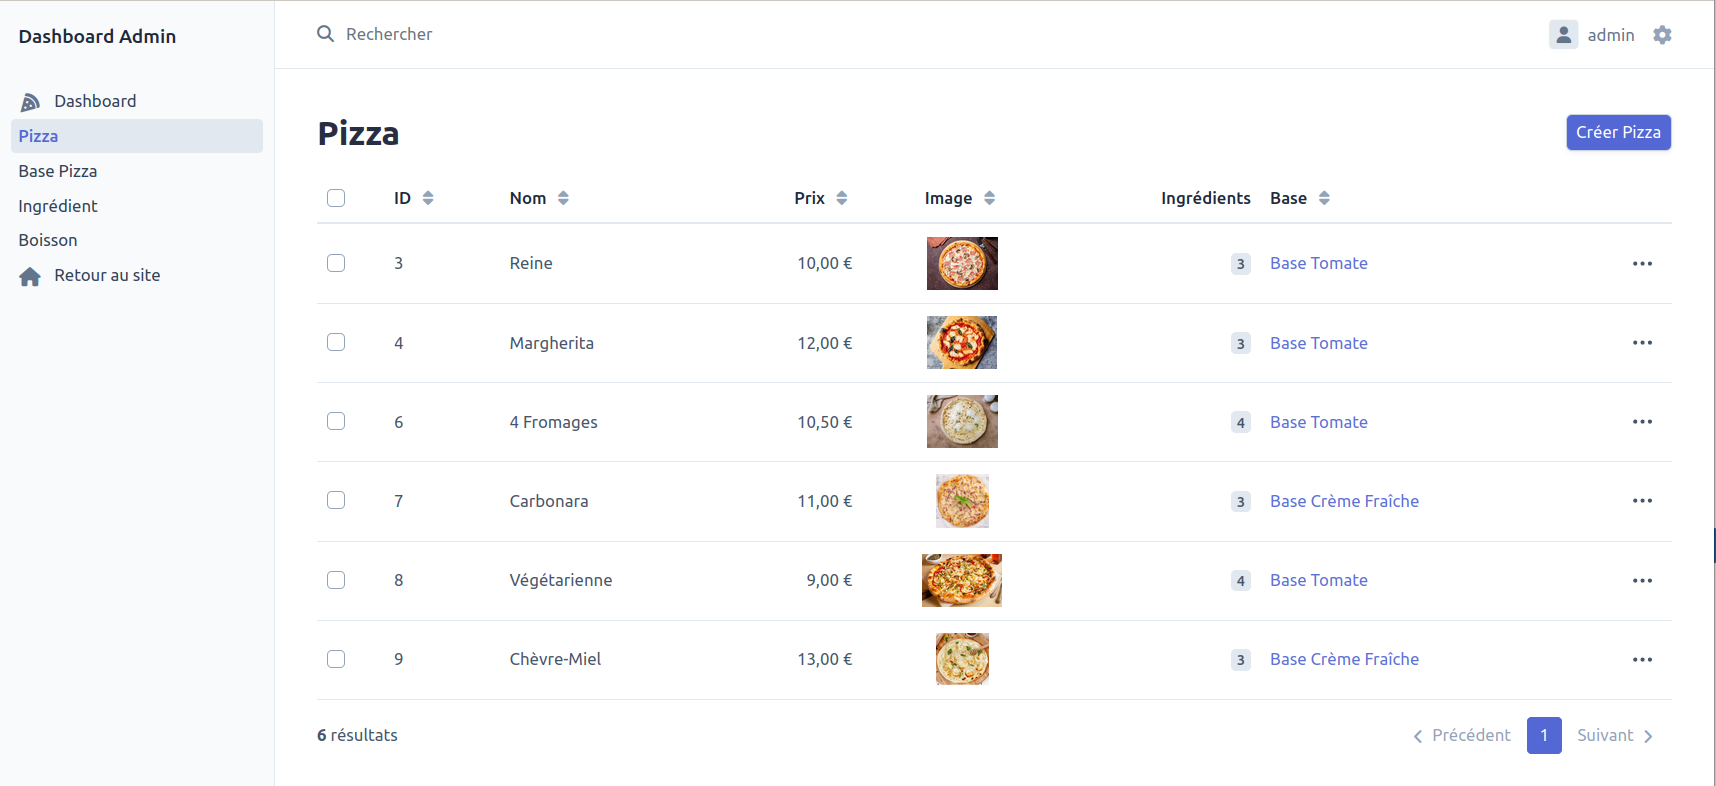 Dashboard Admin
Dashboard
Pizza
Base Pizza
Ingrédient
Boisson
Retour au site
Rechercher
admin
Pizza
Créer Pizza
ID Nom Prix Image Ingrédients Base
3 Reine 10,00 € 3 Base Tomate
4 Margherita 12,00 € 3 Base Tomate
6 4 Fromages 10,50 € 4 Base Tomate
7 Carbonara 11,00 € 3 Base Crème Fraîche
8 Végétarienne 9,00 € 4 Base Tomate
9 Chèvre-Miel 13,00 € 3 Base Crème Fraîche
6 résultats
Précédent 1 Suivant